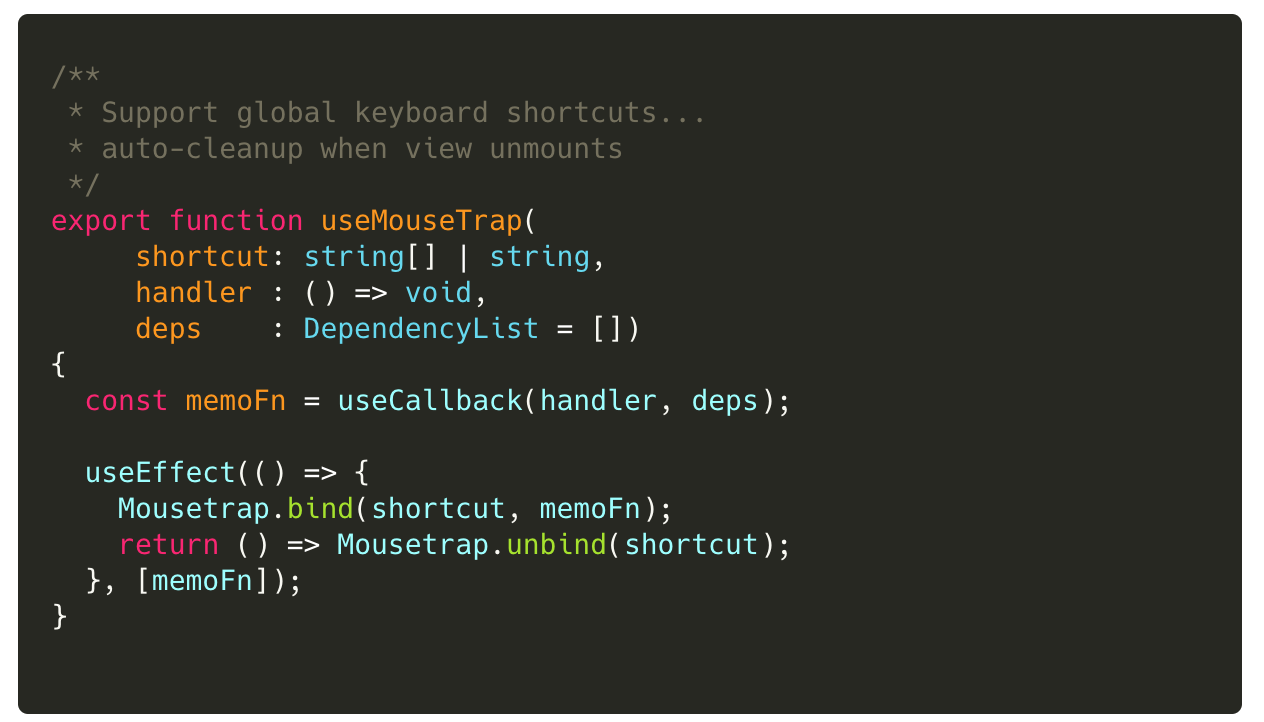 /**
 * Support global keyboard shortcuts...
 * auto-cleanup when view unmounts
 */
export function useMouseTrap(
     shortcut: string[] | string,
     handler : () => void,
     deps    : DependencyList = [])
{
  const memoFn = useCallback(handler, deps);

  useEffect(() => {
    Mousetrap.bind(shortcut, memoFn);
    return () => Mousetrap.unbind(shortcut);
  }, [memoFn]);
}